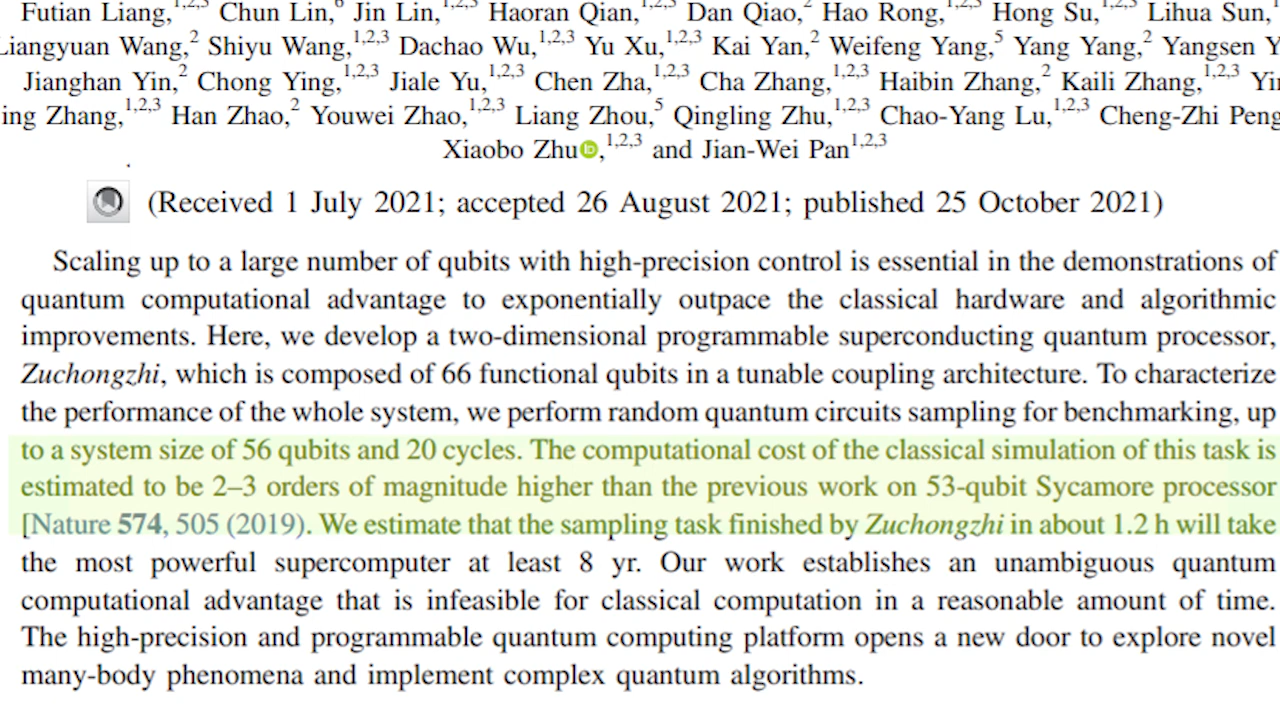 Futian Liang,1,2,3 Chun Lin,6 Jin Lin,1,2,3 Haoran Qian,1,2,3 Dan Qiao,2 Hao Rong,1,2,3 Hong Su,1,2,3 Lihua Sun,
Liangyuan Wang,2 Shiyu Wang,1,2,3 Dachao Wu,1,2,3 Yu Xu,1,2,3 Kai Yan,2 Weifeng Yang,5 Yang Yang,2 Yangsen Y
Jianghan Yin,2 Chong Ying,1,2,3 Jiale Yu,1,2,3 Chen Zha,1,2,3 Cha Zhang,1,2,3 Haibin Zhang,2 Kaili Zhang,1,2,3 Yi
ing Zhang,1,2,3 Han Zhao,2 Youwei Zhao,1,2,3 Liang Zhou,5 Qingling Zhu,1,2,3 Chao-Yang Lu,1,2,3 Cheng-Zhi Peng
Xiaobo Zhu,1,2,3 and Jian-Wei Pan1,2,3
(Received 1 July 2021; accepted 26 August 2021; published 25 October 2021)
Scaling up to a large number of qubits with high-precision control is essential in the demonstrations of
quantum computational advantage to exponentially outpace the classical hardware and algorithmic
improvements. Here, we develop a two-dimensional programmable superconducting quantum processor,
Zuchongzhi, which is composed of 66 functional qubits in a tunable coupling architecture. To characterize
the performance of the whole system, we perform random quantum circuits sampling for benchmarking, up
to a system size of 56 qubits and 20 cycles. The computational cost of the classical simulation of this task is
estimated to be 2–3 orders of magnitude higher than the previous work on 53-qubit Sycamore processor
[Nature 574, 505 (2019). We estimate that the sampling task finished by Zuchongzhi in about 1.2 h will take
the most powerful supercomputer at least 8 yr. Our work establishes an unambiguous quantum
computational advantage that is infeasible for classical computation in a reasonable amount of time.
The high-precision and programmable quantum computing platform opens a new door to explore novel
many-body phenomena and implement complex quantum algorithms.